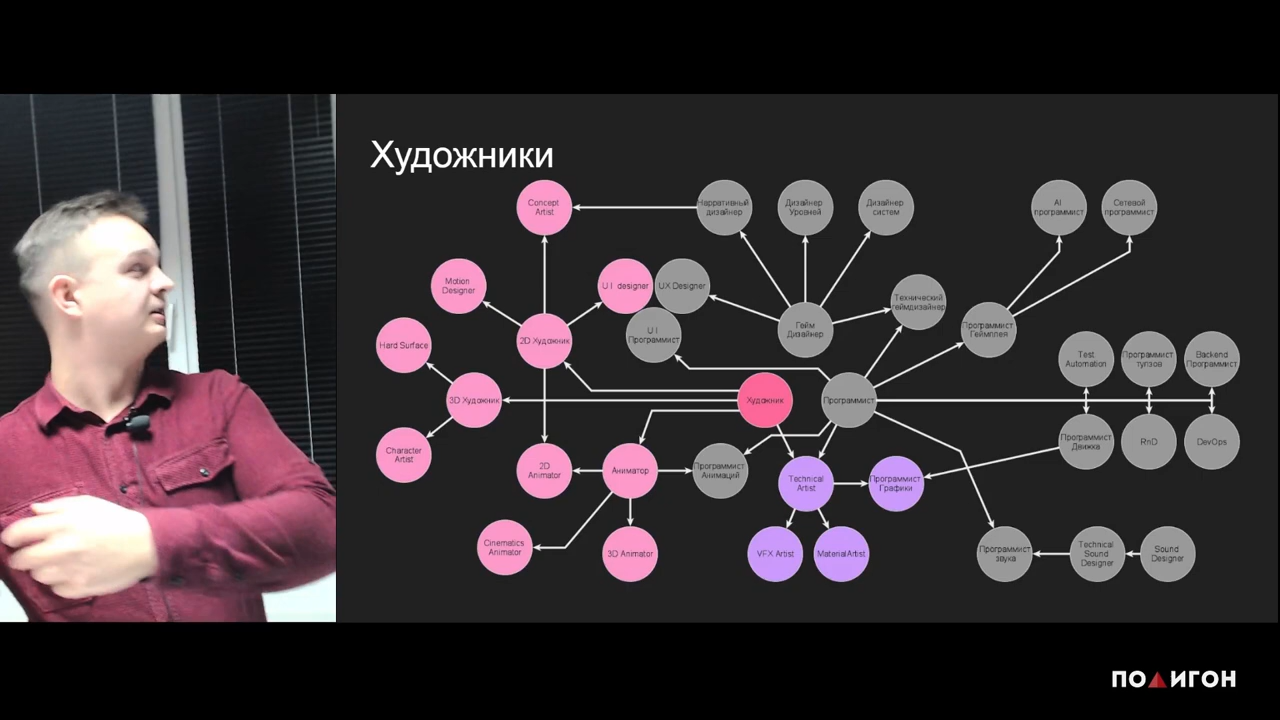 Художники
Concept
Artist
Нарративный
дизайнер
Дизайнер
Уровней
Дизайнер
систем
AI
программист
Сетевой
программист
Motion
Designer
U I designer
UX Designer
Технический
геймдизайнер
U I
Программист
Гейм
Дизайнер
Программист
Геймплея
2D Художник
Hard Surface
Test
Automation
Программист
тулзов
Backend
Программист
3D Художник
Художник
Программист
Character
Artist
2D
Animator
Аниматор
Программист
Анимаций
Technical
Artist
Программист
Графики
Программист
Движка
RnD
DevOps
Cinematics
Animator
3D Animator
VFX Artist
Material Artist
Программист
звука
Technical
Sound
Designer
Sound
Designer
ПОЛИГОН